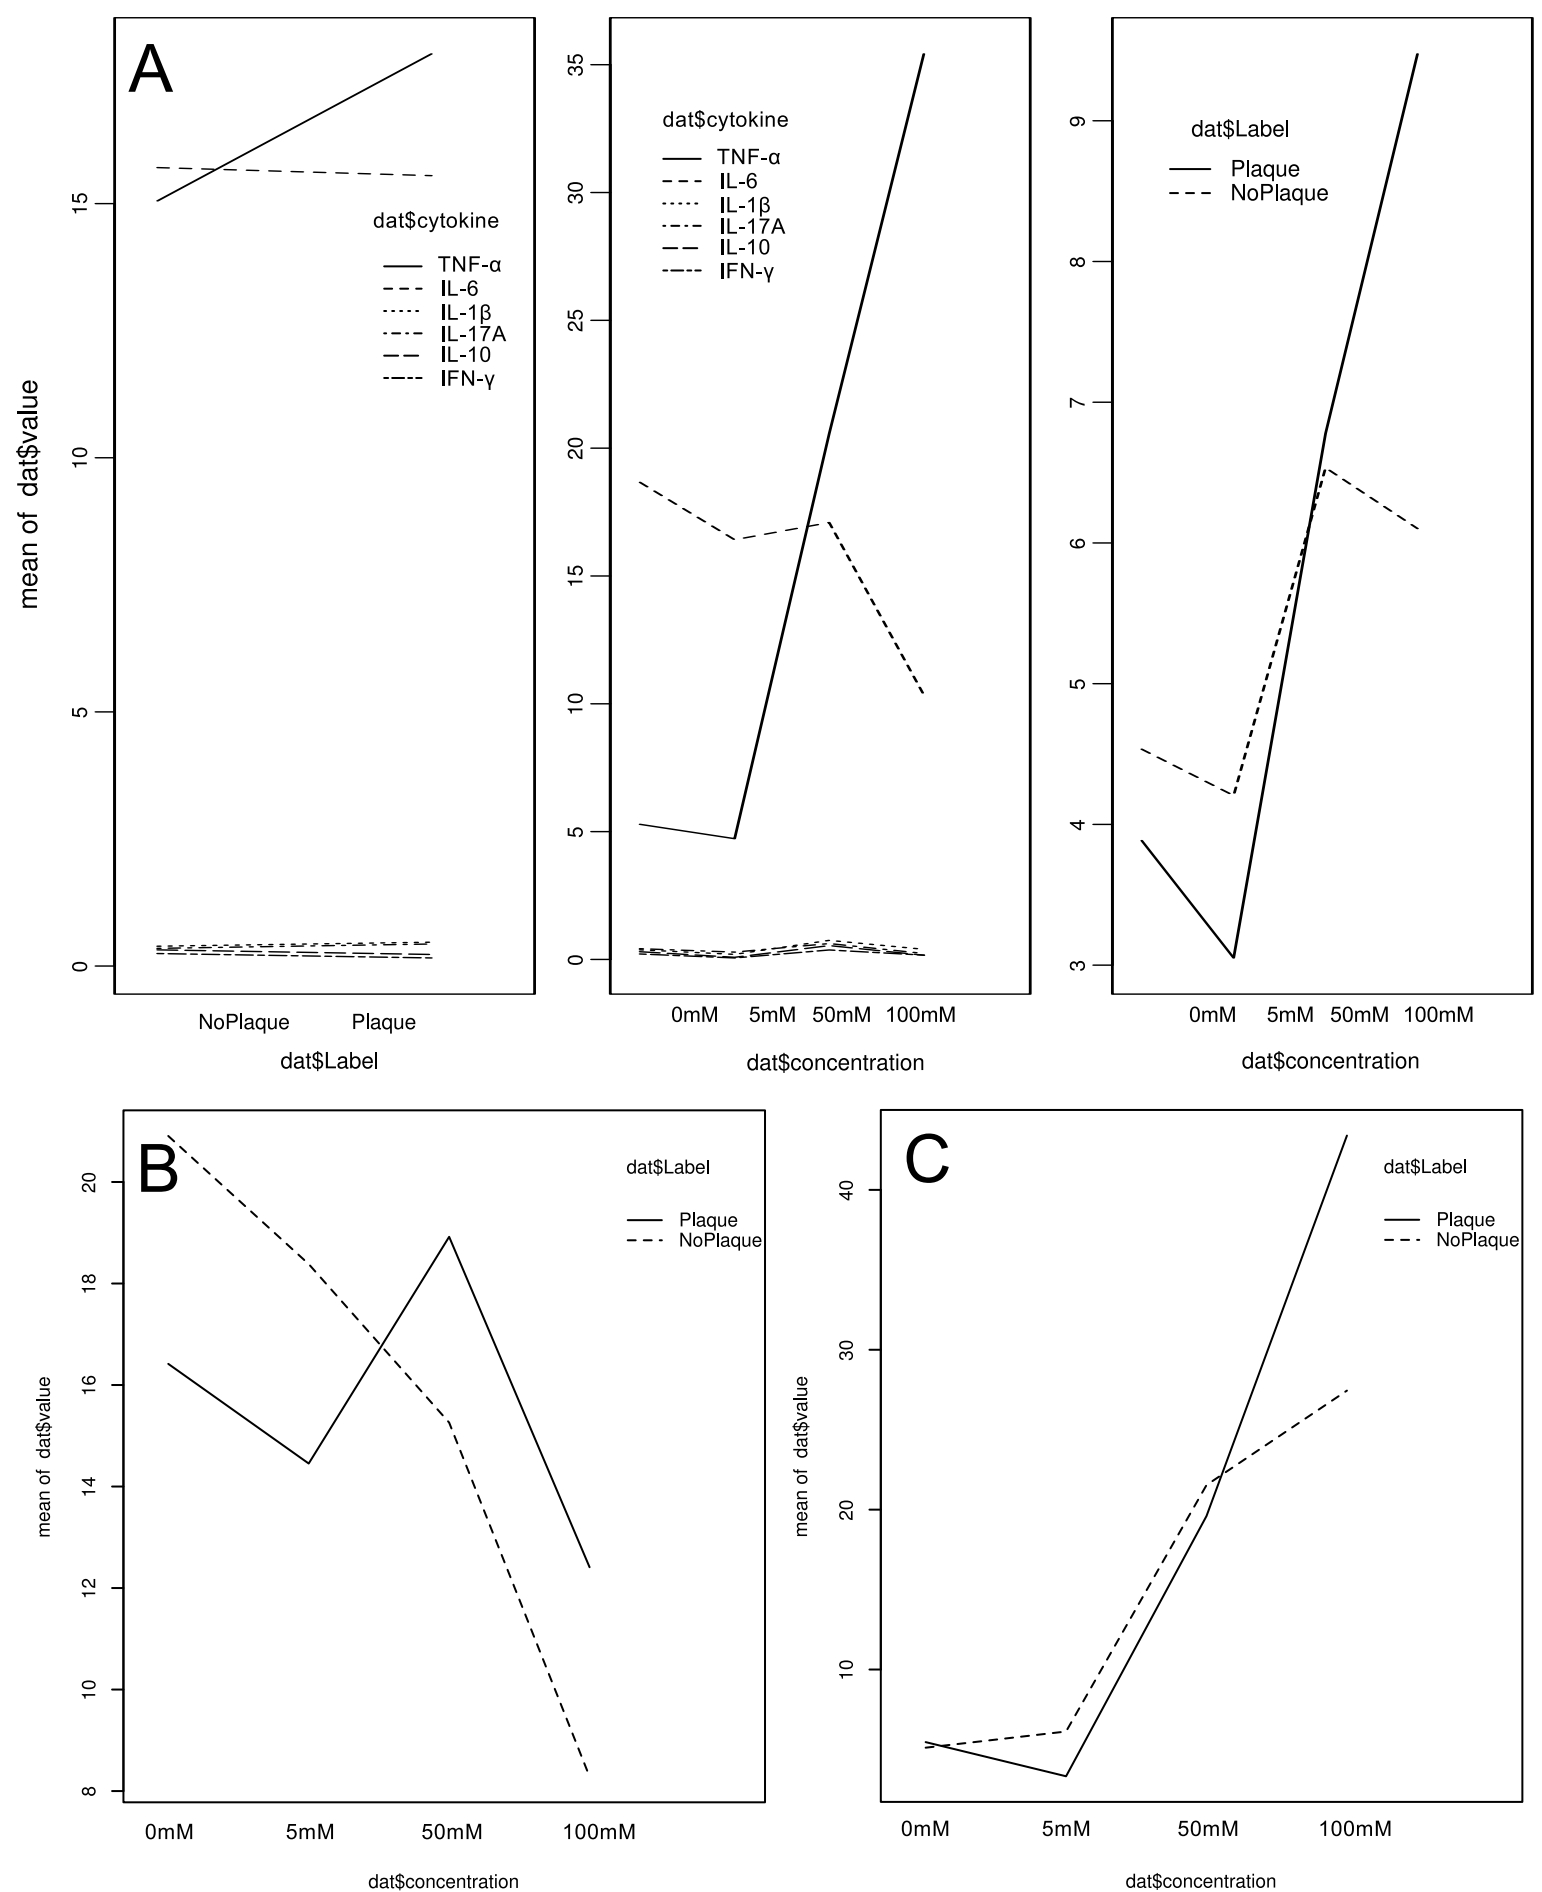 A
mean of dat$value
15
10
5
0
dat$cytokine
TNF-α
IL-6
IL-1β
IL-17A
IL-10
IFN-γ
NoPlaque Plaque
dat$Label
35
30
25
20
15
10
5
0
dat$cytokine
TNF-α
IL-6
IL-1β
IL-17A
IL-10
IFN-γ
0mM 5mM 50mM 100mM
dat$concentration
9
8
7
6
5
4
3
dat$Label
Plaque
NoPlaque
0mM 5mM 50mM 100mM
dat$concentration
B
mean of dat$value
20
18
16
14
12
10
8
dat$Label
Plaque
NoPlaque
0mM 5mM 50mM 100mM
dat$concentration
C
mean of dat$value
40
30
20
10
dat$Label
Plaque
NoPlaque
0mM 5mM 50mM 100mM
dat$concentration